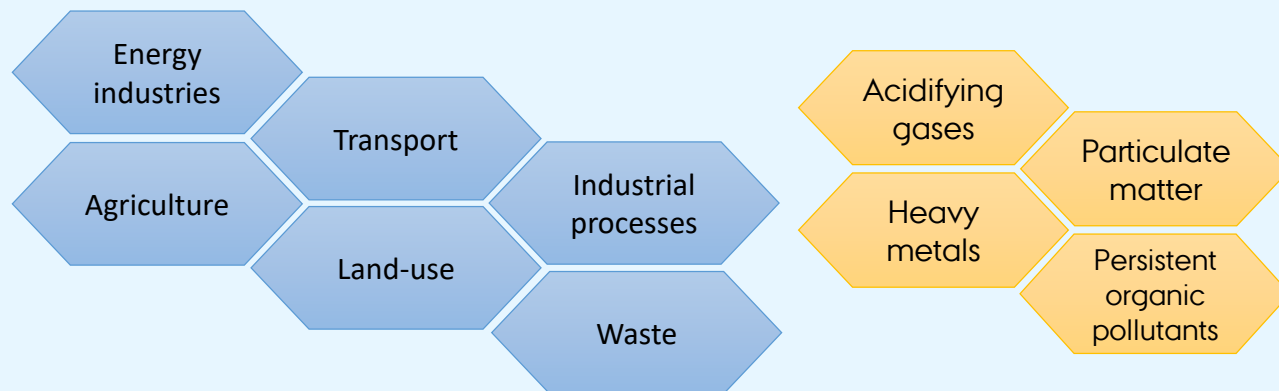 Energy
industries
Transport
Agriculture
Industrial
processes
Land-use
Waste
Acidifying
gases
Particulate
matter
Heavy
metals
Persistent
organic
pollutants